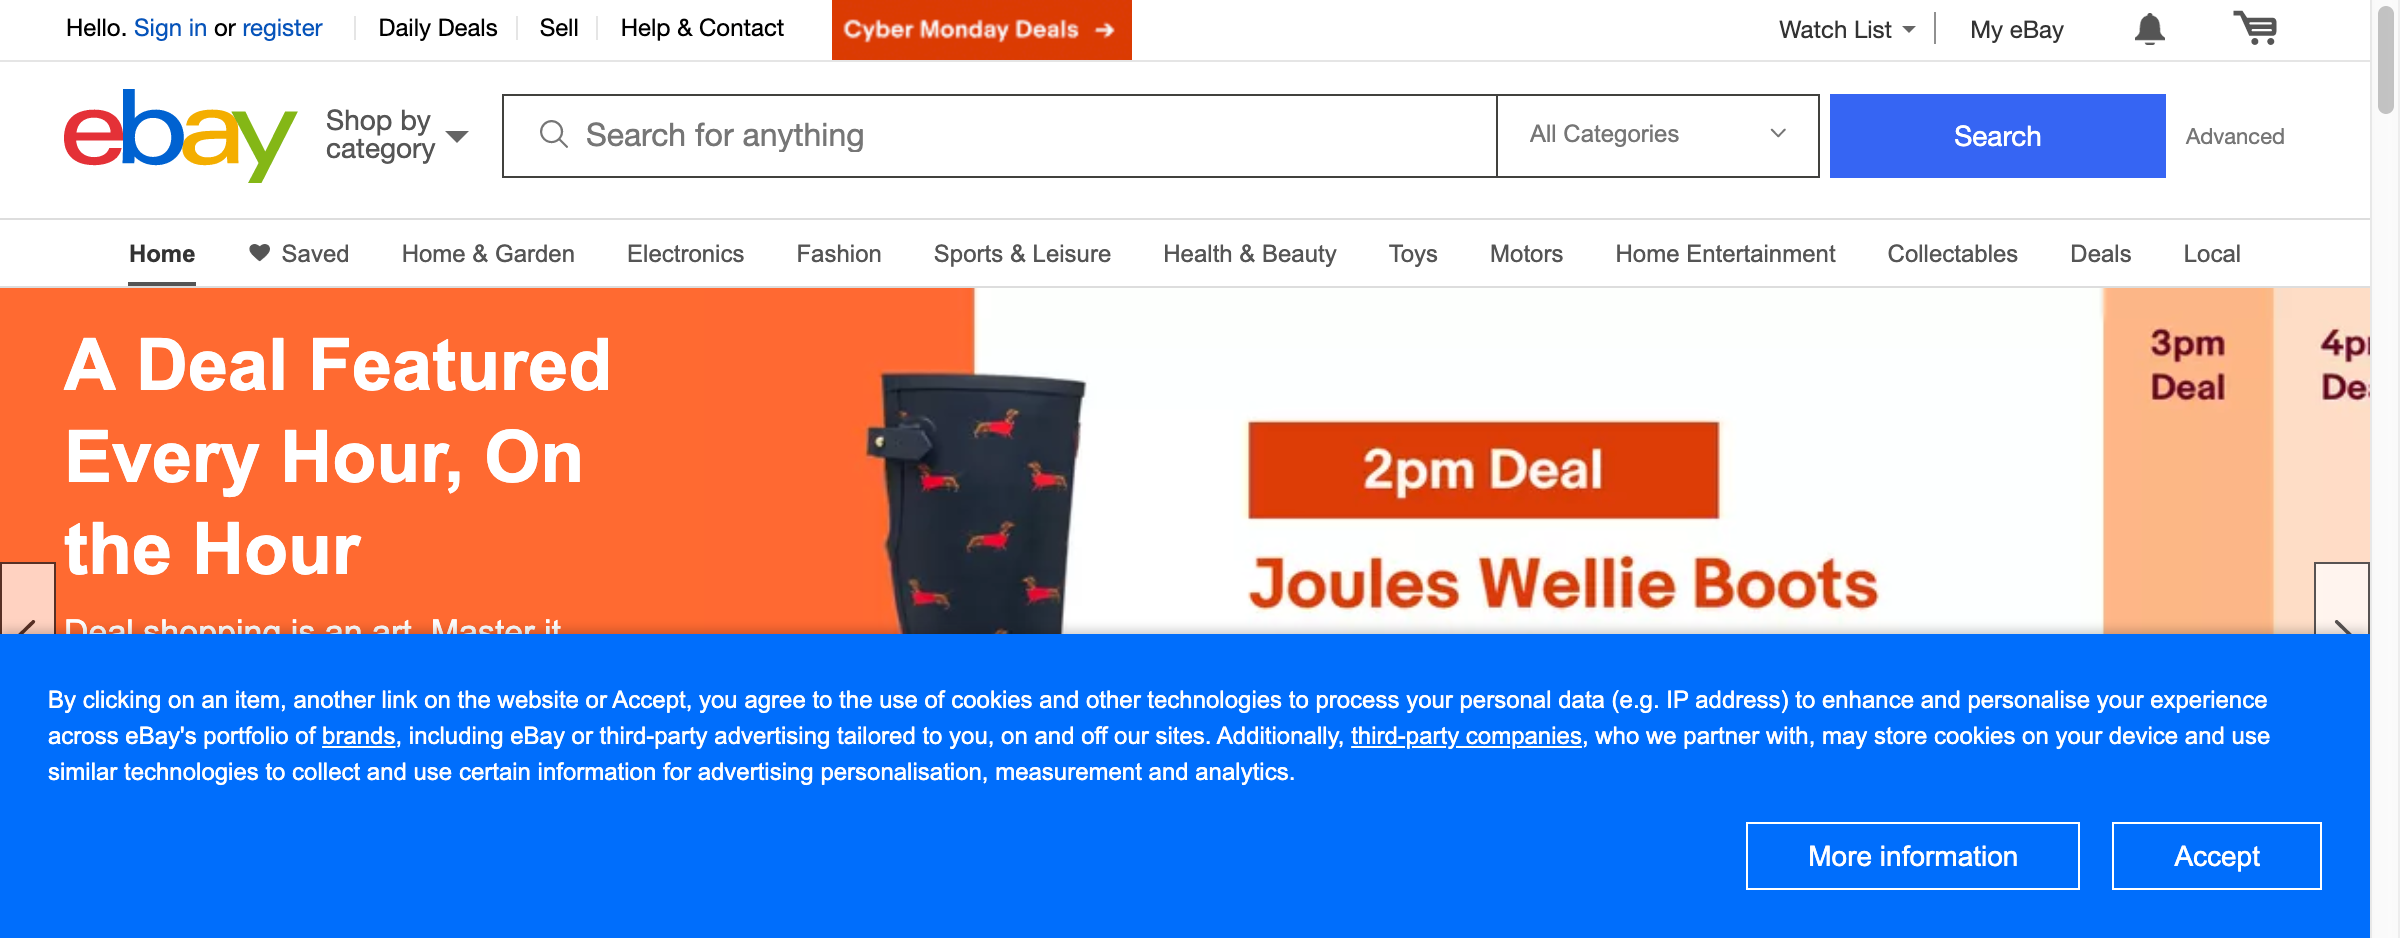 Hello. Sign in or register
Daily Deals
Sell
Help & Contact
Cyber Monday Deals →
Watch List
My eBay
ebay
Shop by
category
Search for anything
All Categories
Search
Advanced
Home
Saved
Home & Garden
Electronics
Fashion
Sports & Leisure
Health & Beauty
Toys
Motors
Home Entertainment
Collectables
Deals
Local
A Deal Featured
Every Hour, On
the Hour
Deal shopping is an art. Master it
2pm Deal
Joules Wellie Boots
3pm
Deal
By clicking on an item, another link on the website or Accept, you agree to the use of cookies and other technologies to process your personal data (e.g. IP address) to enhance and personalise your experience
across eBay's portfolio of brands, including eBay or third-party advertising tailored to you, on and off our sites. Additionally, third-party companies, who we partner with, may store cookies on your device and use
similar technologies to collect and use certain information for advertising personalisation, measurement and analytics.
More information
Accept